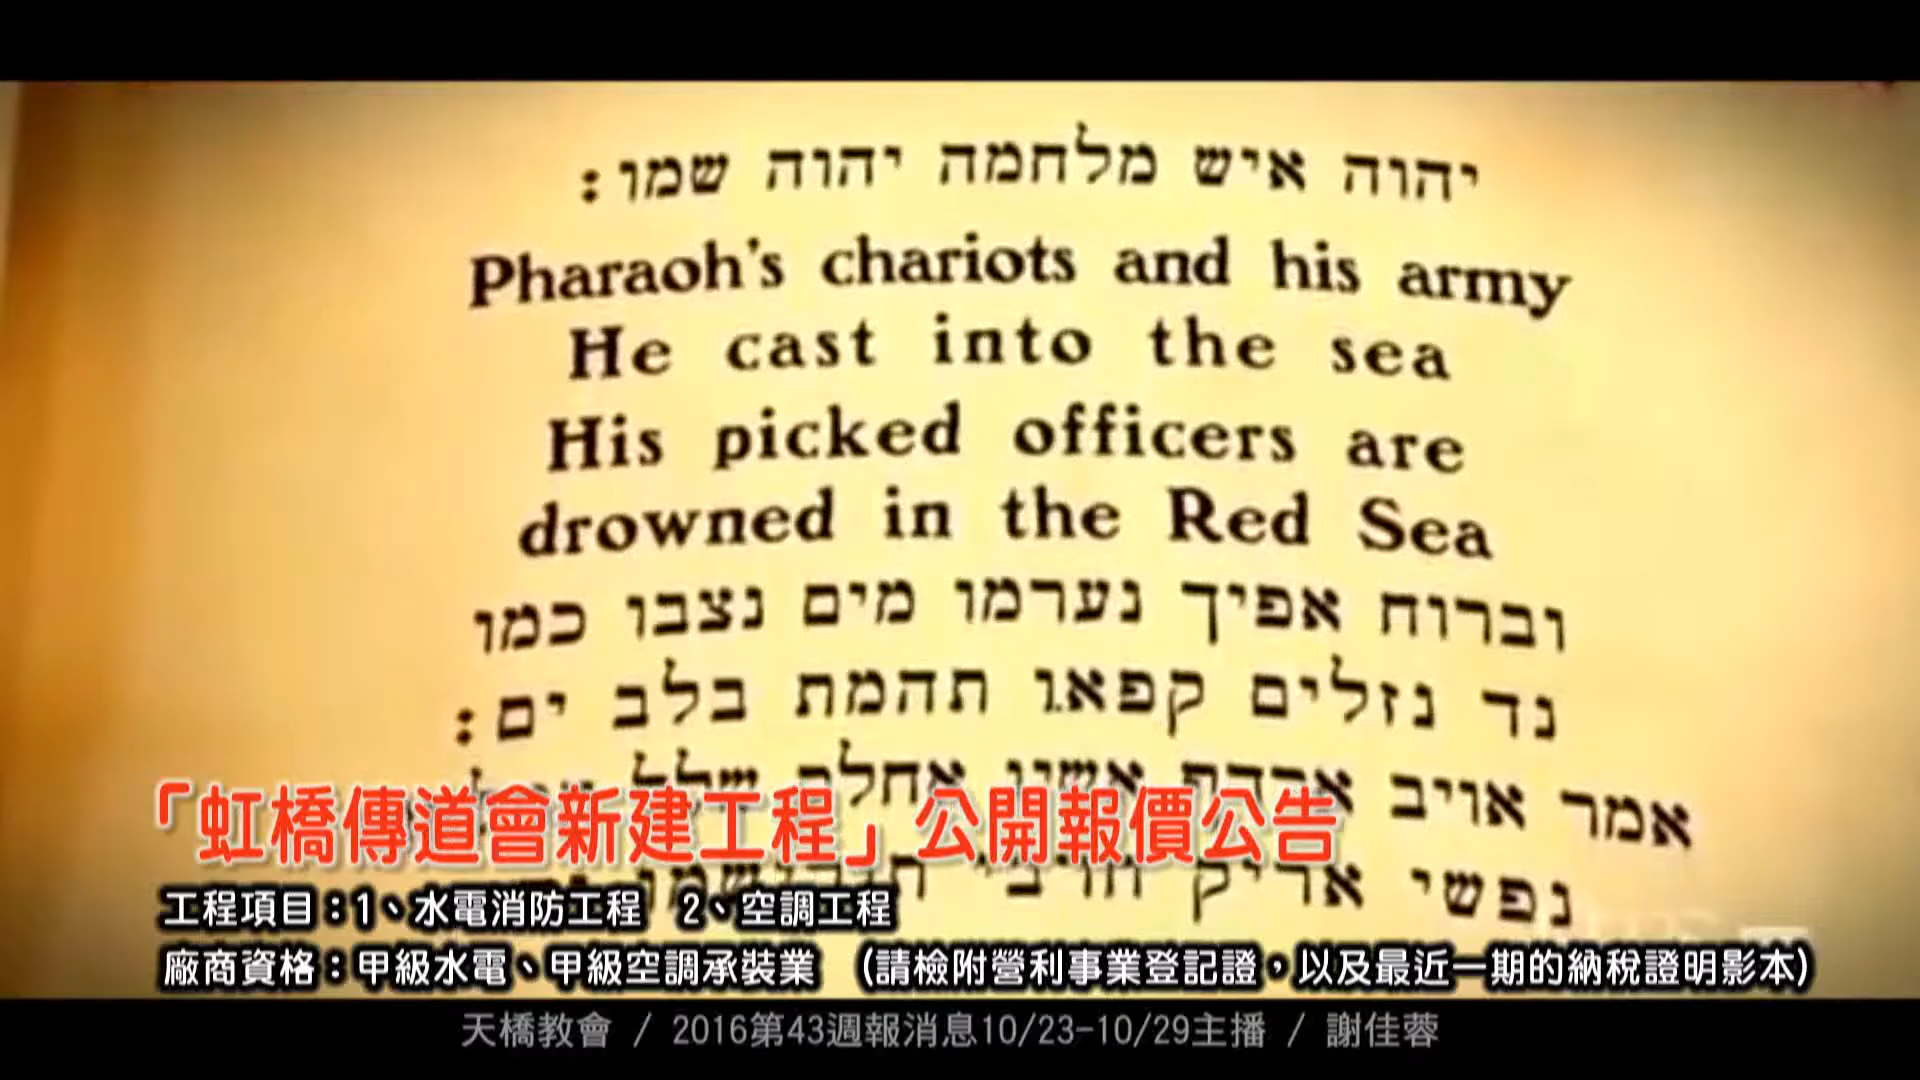 יהוה איש מלחמה יהוה שמו:
Pharaoh's chariots and his army
He cast into the sea
His picked officers are
drowned in the Red Sea
וברוח אפיך נערמו מים נצבו כמו
נד נזלים קפאו תהמת בלב ים:
אמר אויב ארדף אשיג אחלק שלל
נפשי אריק חרבי
「虹橋傳道會新建工程」公開報價公告
工程項目：1、水電消防工程 2、空調工程
廠商資格：甲級水電、甲級空調承裝業 (請檢附營利事業登記證，以及最近一期的納稅證明影本)
天橋教會 / 2016第43週報消息10/23-10/29主播 / 謝佳蓉